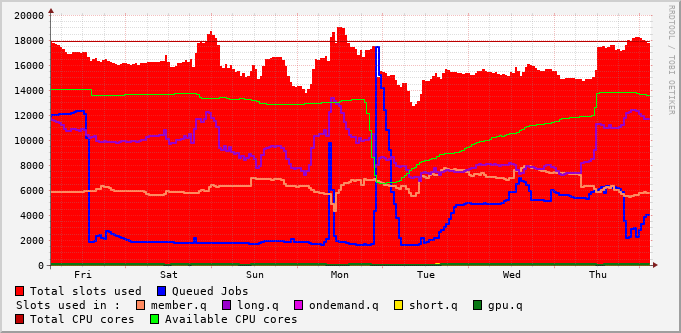 20000
18000
16000
14000
12000
10000
8000
6000
4000
2000
0
Fri Sat Sun Mon Tue Wed Thu
RRDTOOL / TOBI OETIKER
Total slots used Queued Jobs
Slots used in : member.q long.q ondemand.q short.q gpu.q
Total CPU cores Available CPU cores